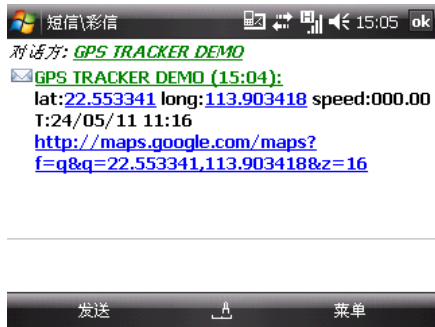 短信\彩信 15:05 ok
对话方: GPS TRACKER DEMO
GPS TRACKER DEMO (15:04):
lat:22.553341 long:113.903418 speed:000.00
T:24/05/11 11:16
http://maps.google.com/maps?
f=q&q=22.553341,113.903418&z=16
发送 菜单